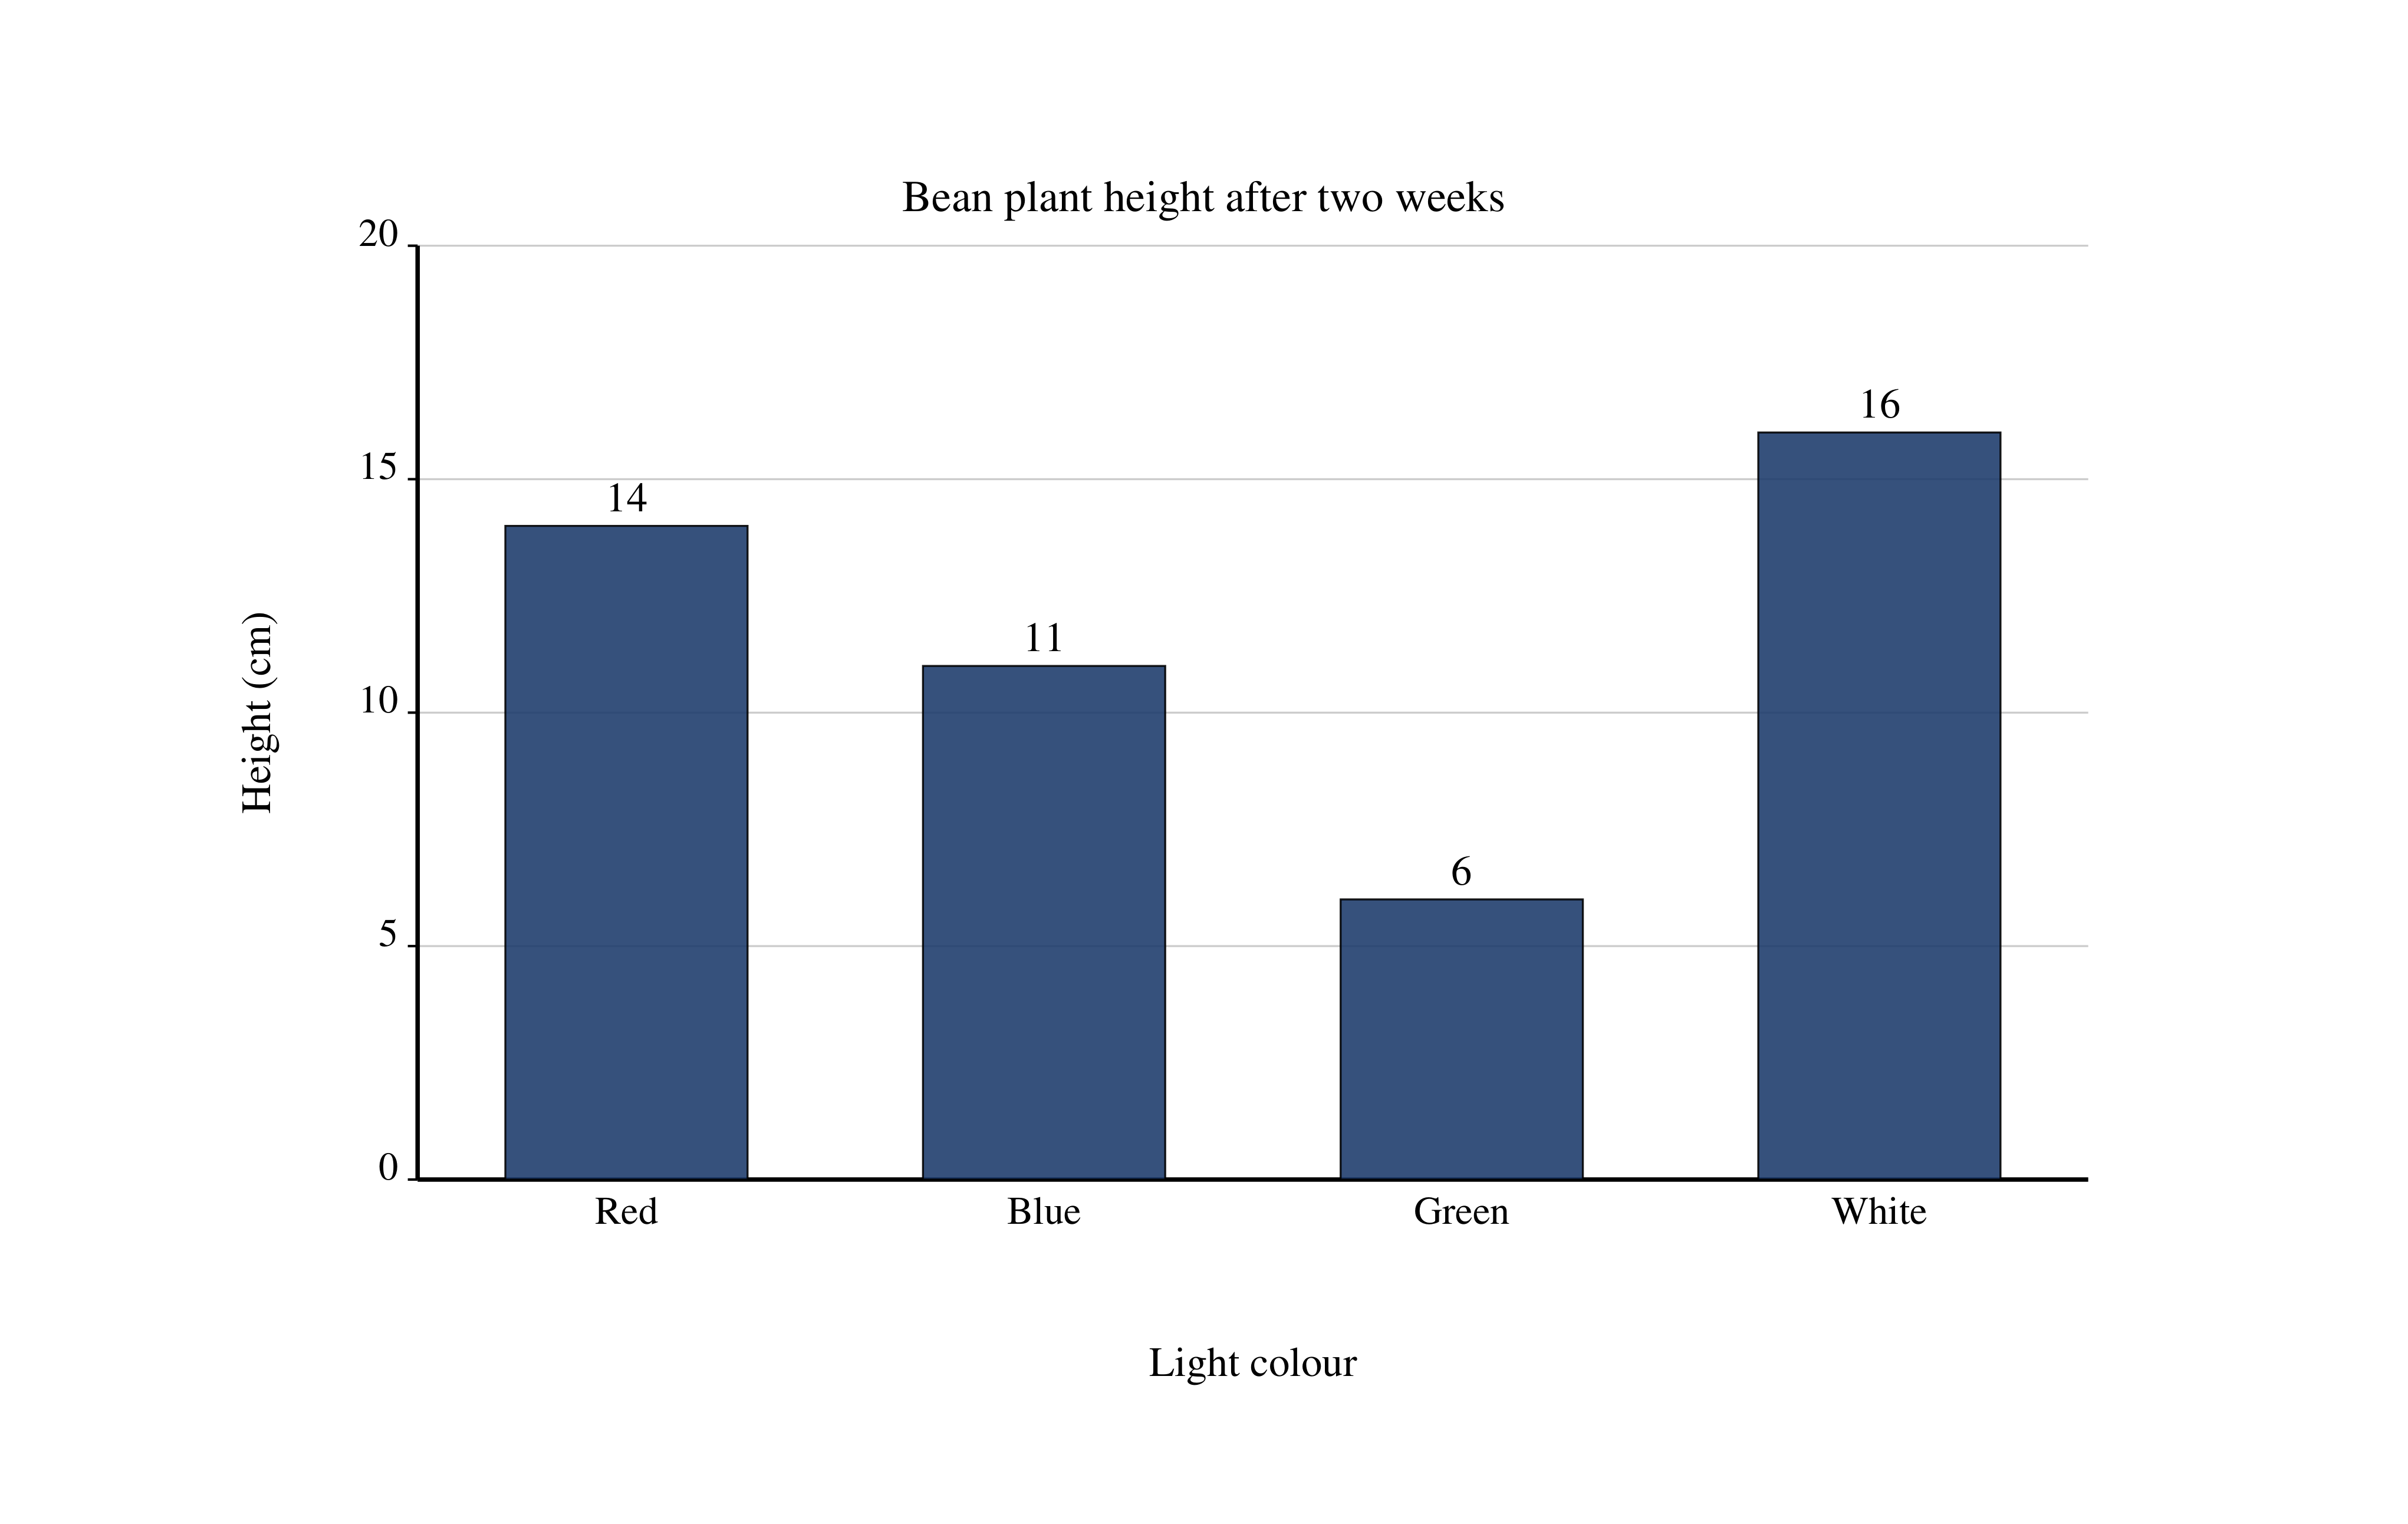 Bean plant height after two weeks
20
15
10
5
0
Height (cm)
14
11
6
16
Red
Blue
Green
White
Light colour